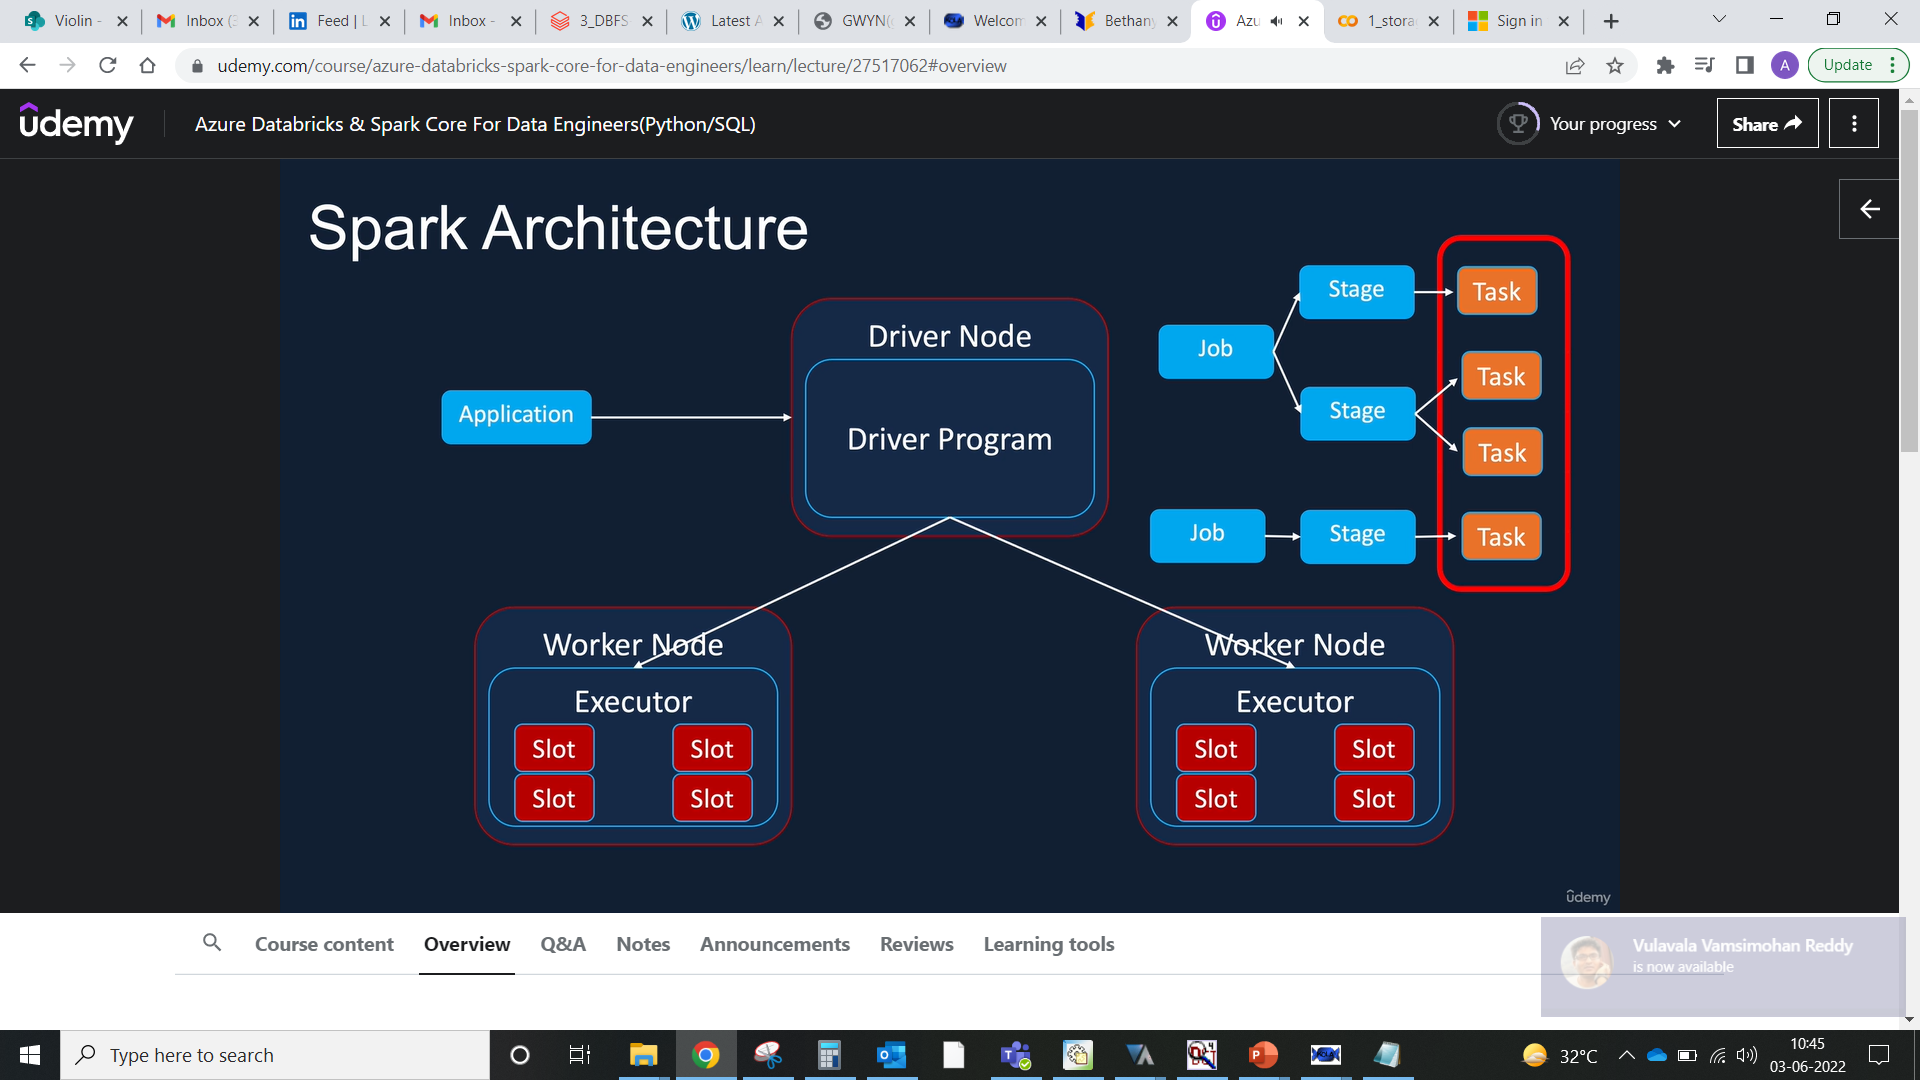 Violin -
Inbox (3
Feed | L
Inbox -
3_DBFS-
Latest A
GWYN(
Welcom
Bethany
Azu
1_stora
Sign in
udemy.com/course/azure-databricks-spark-core-for-data-engineers/learn/lecture/27517062#overview
A
Update
udemy
Azure Databricks & Spark Core For Data Engineers(Python/SQL)
Your progress
Share
Spark Architecture
Application
Driver Node
Driver Program
Job
Stage
Task
Stage
Task
Task
Job
Stage
Task
Worker Node
Executor
Slot
Slot
Slot
Slot
Worker Node
Executor
Slot
Slot
Slot
Slot
udemy
Course content
Overview
Q&A
Notes
Announcements
Reviews
Learning tools
Vulavala Vamsimohan Reddy
is now available
Type here to search
32°C
10:45
03-06-2022